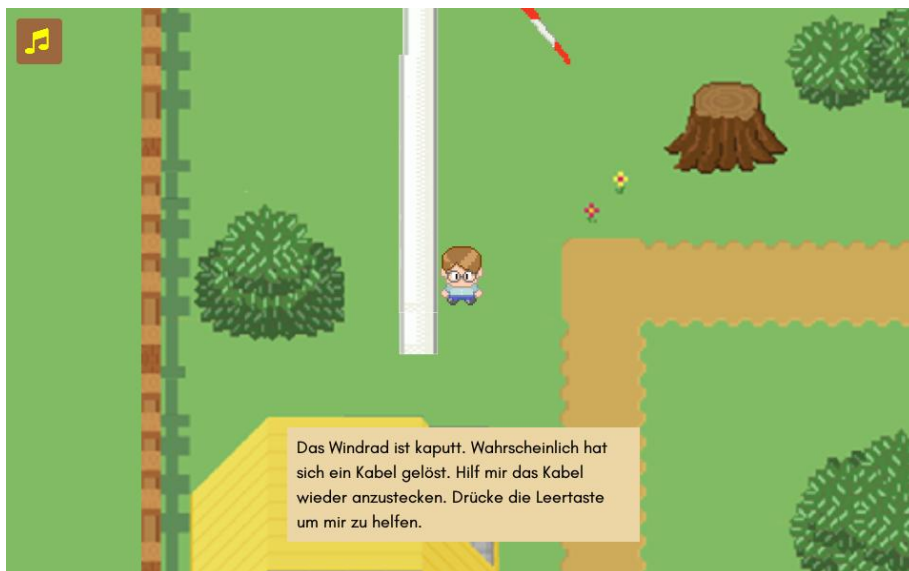 Das Windrad ist kaputt. Wahrscheinlich hat
sich ein Kabel gelöst. Hilf mir das Kabel
wieder anzustecken. Drücke die Leertaste
um mir zu helfen.